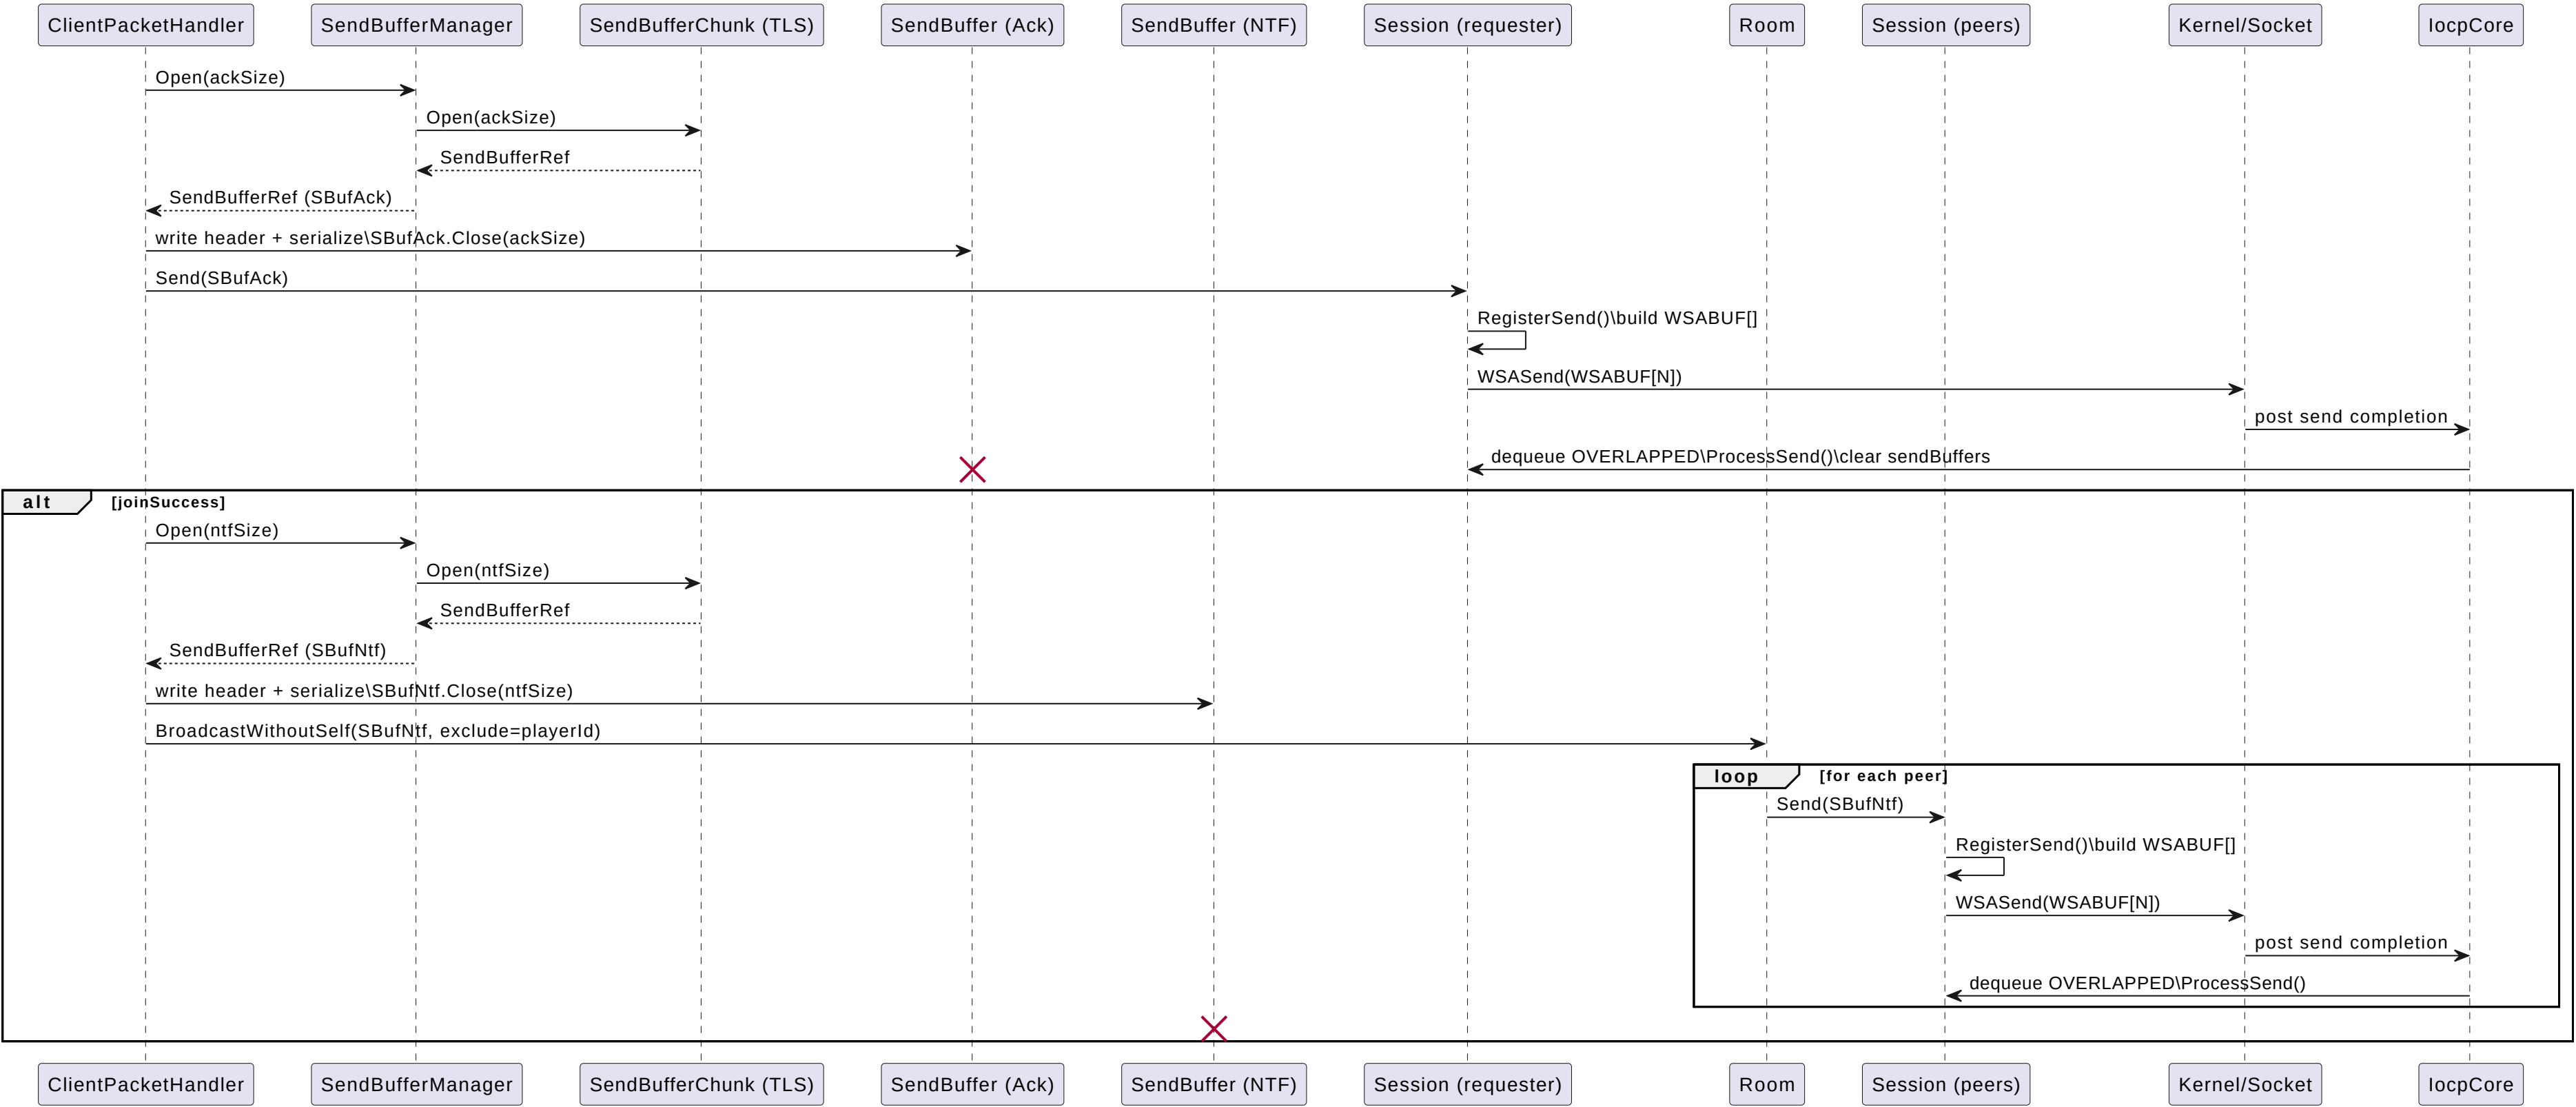 ClientPacketHandler
SendBufferManager
SendBufferChunk (TLS)
SendBuffer (Ack)
SendBuffer (NTF)
Session (requester)
Room
Session (peers)
Kernel/Socket
IocpCore
Open(ackSize)
Open(ackSize)
SendBufferRef
SendBufferRef (SBufAck)
write header + serialize\SBufAck.Close(ackSize)
Send(SBufAck)
RegisterSend()\build WSABUF[]
WSASend(WSABUF[N])
post send completion
dequeue OVERLAPPED\ProcessSend()\clear sendBuffers
alt [joinSuccess]
Open(ntfSize)
Open(ntfSize)
SendBufferRef
SendBufferRef (SBufNtf)
write header + serialize\SBufNtf.Close(ntfSize)
BroadcastWithoutSelf(SBufNtf, exclude=playerId)
loop [for each peer]
Send(SBufNtf)
RegisterSend()\build WSABUF[]
WSASend(WSABUF[N])
post send completion
dequeue OVERLAPPED\ProcessSend()
ClientPacketHandler
SendBufferManager
SendBufferChunk (TLS)
SendBuffer (Ack)
SendBuffer (NTF)
Session (requester)
Room
Session (peers)
Kernel/Socket
IocpCore